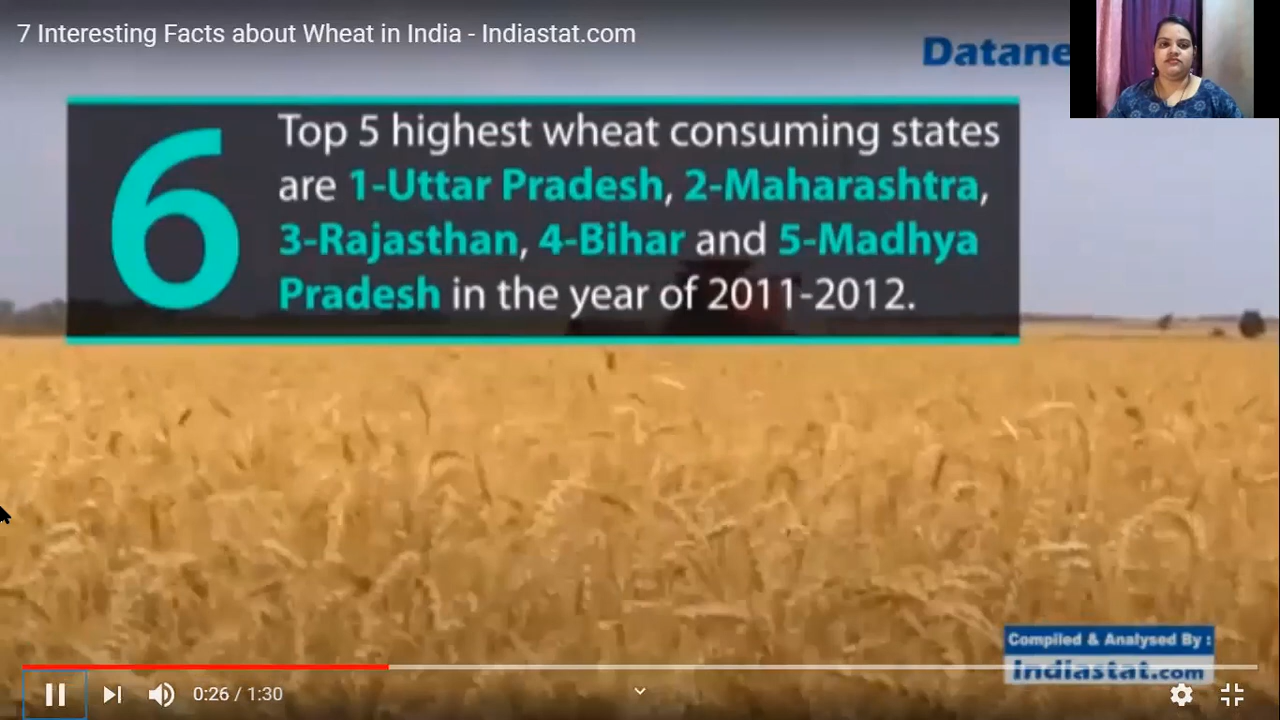 7 Interesting Facts about Wheat in India - Indiastat.com
Datane
6
Top 5 highest wheat consuming states
are 1-Uttar Pradesh, 2-Maharashtra,
3-Rajasthan, 4-Bihar and 5-Madhya
Pradesh in the year of 2011-2012.
Compiled & Analysed By :
indiastat.com
0:26 / 1:30